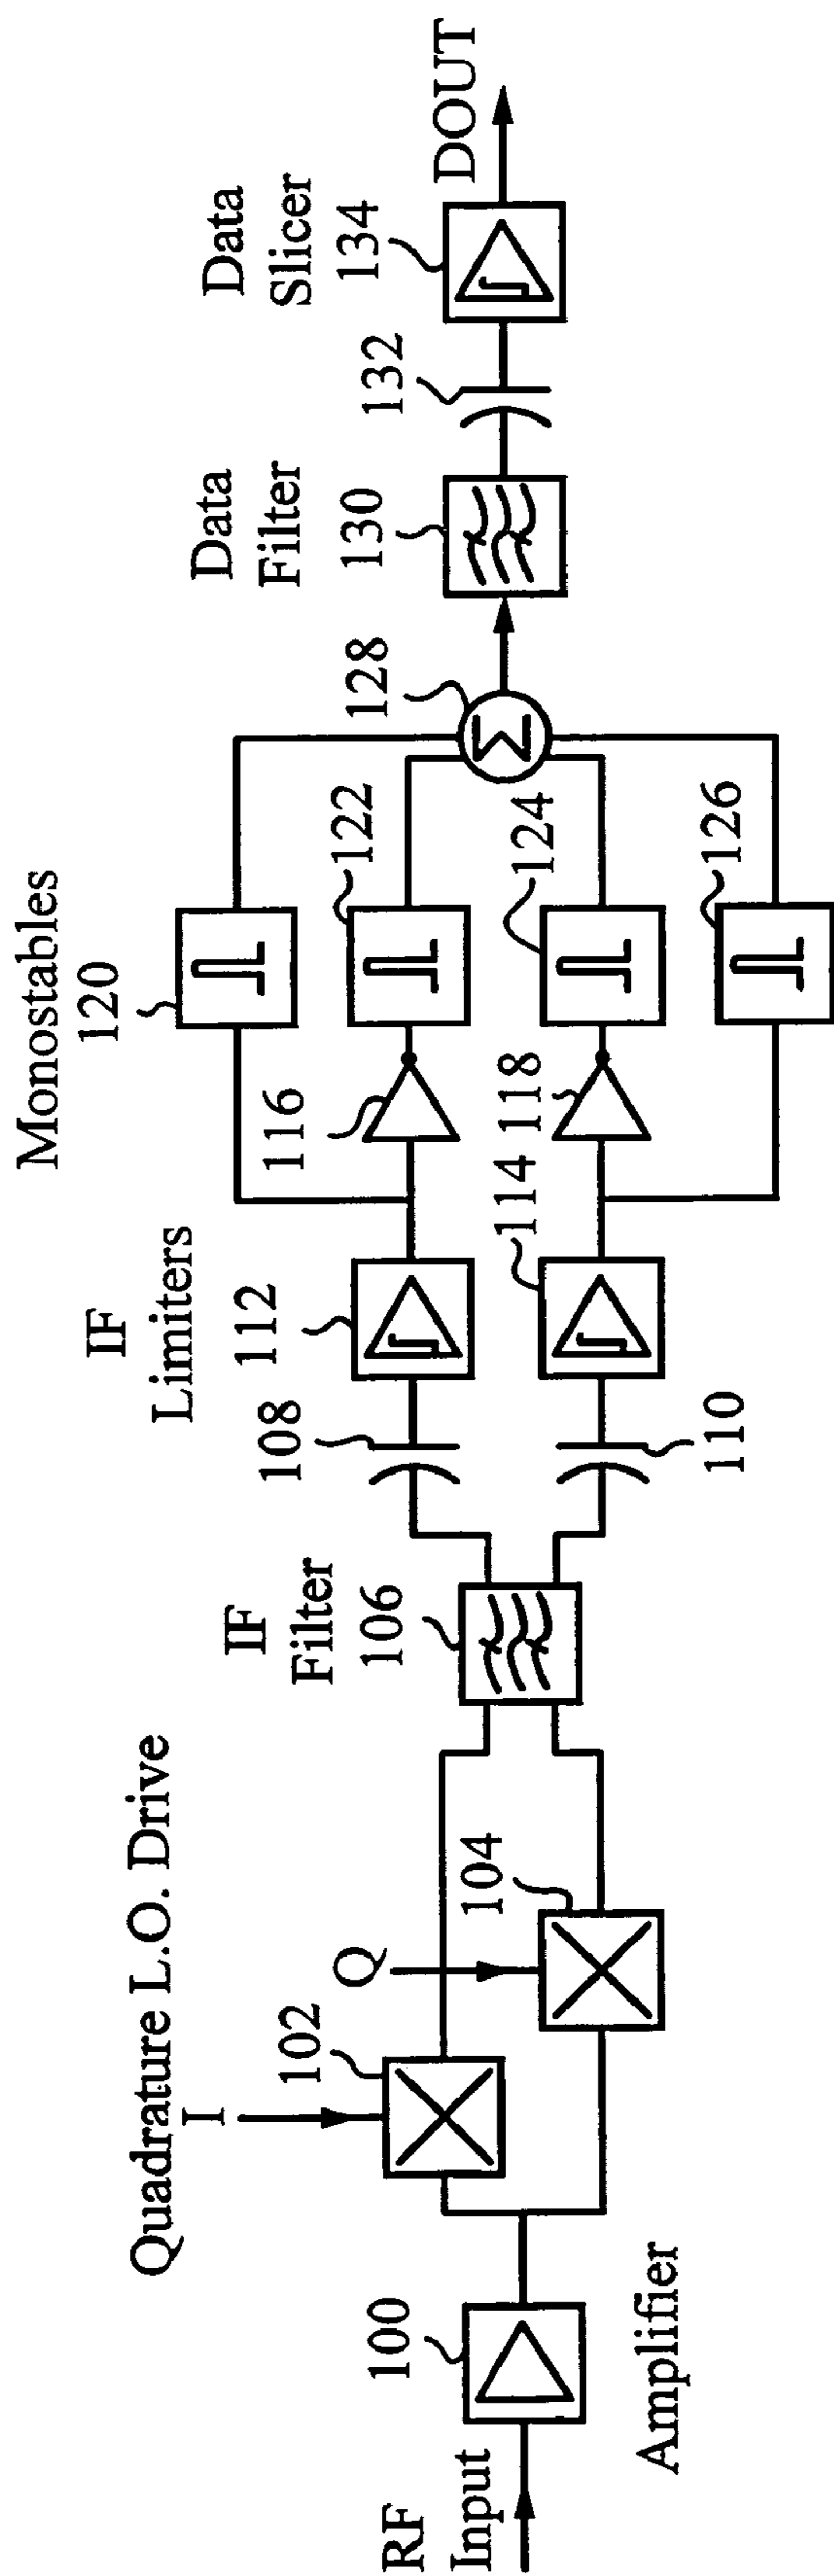 RF
Input
100
Amplifier
Quadrature L.O. Drive
I
102
Q
104
IF
Filter
106
108
110
IF
Limiters
112
114
116
118
Monostables
120
122
124
126
128
Σ
Data
Filter
130
132
Data
Slicer
134
DOUT